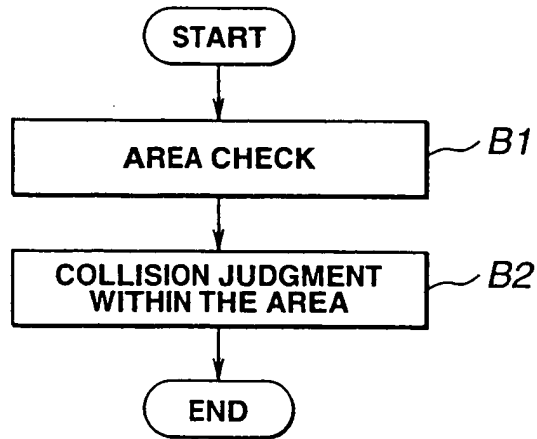 START
AREA CHECK
B1
COLLISION JUDGMENT
WITHIN THE AREA
B2
END